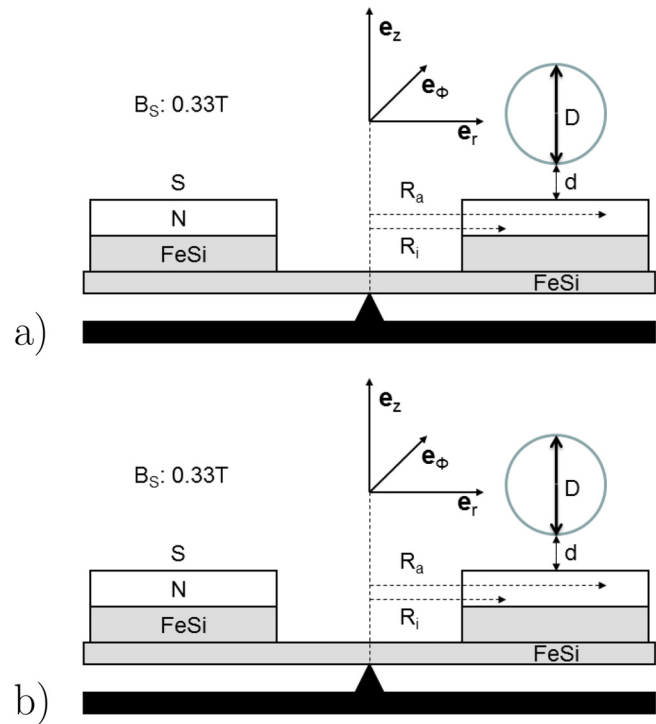 e_z
e_Φ
B_S: 0.33T
D
e_r
S
d
R_a
N
R_i
FeSi
FeSi
a)
e_z
e_Φ
B_S: 0.33T
D
e_r
S
d
R_a
N
R_i
FeSi
FeSi
b)